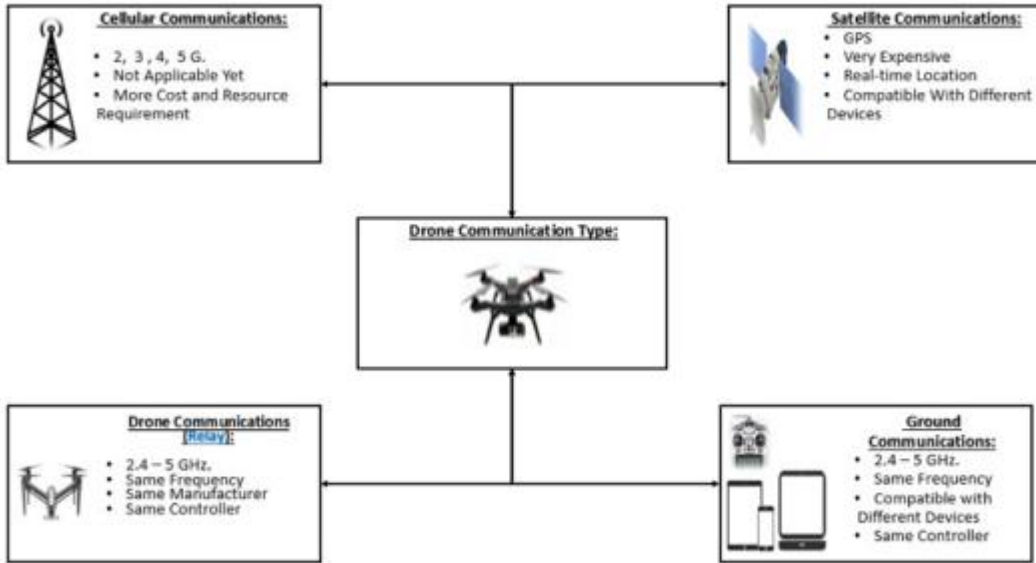 Cellular Communications:
• 2, 3 , 4, 5 G.
• Not Applicable Yet
• More Cost and Resource
Requirement
Satellite Communications:
• GPS
• Very Expensive
• Real-time Location
• Compatible With Different
Devices
Drone Communication Type:
Drone Communications
(Relay):
• 2.4 – 5 GHz.
• Same Frequency
• Same Manufacturer
• Same Controller
Ground
Communications:
• 2.4 – 5 GHz.
• Same Frequency
• Compatible with
Different Devices
• Same Controller